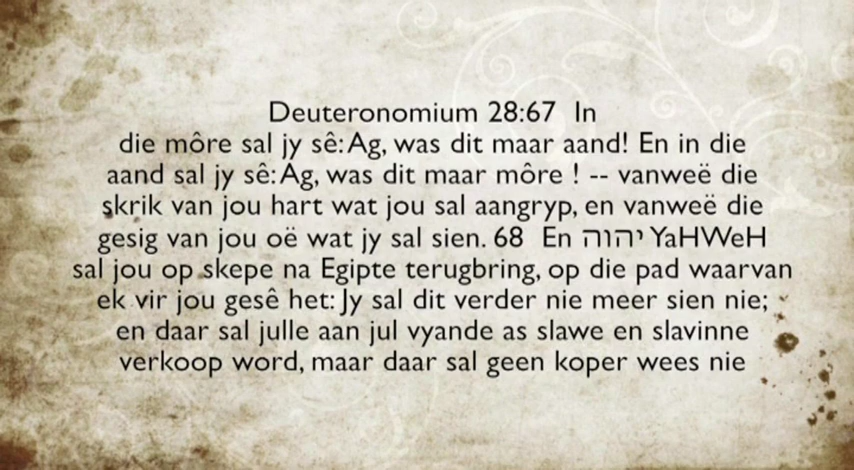 Deuteronomium 28:67 In
die môre sal jy sê: Ag, was dit maar aand! En in die
aand sal jy sê: Ag, was dit maar môre ! -- vanweë die
skrik van jou hart wat jou sal aangryp, en vanweë die
gesig van jou oë wat jy sal sien. 68 En יהוה YaHWeH
sal jou op skepe na Egipte terugbring, op die pad waarvan
ek vir jou gesê het: Jy sal dit verder nie meer sien nie;
en daar sal julle aan jul vyande as slawe en slavinne
verkoop word, maar daar sal geen koper wees nie